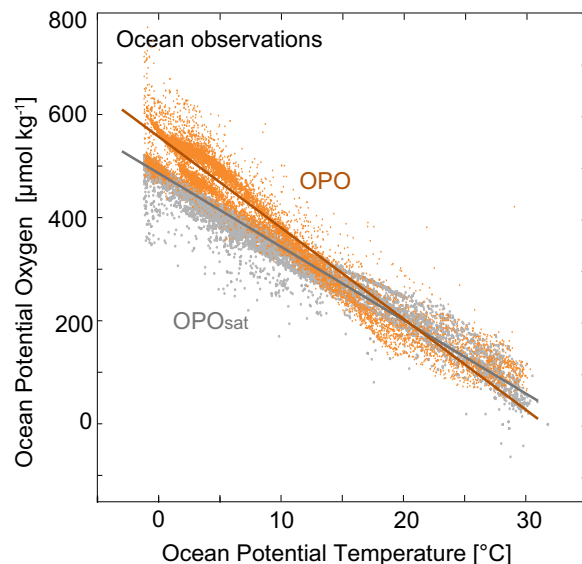 Ocean observations
800
600
400
200
0
Ocean Potential Oxygen [µmol kg⁻¹]
OPO
OPOsat
0
10
20
30
Ocean Potential Temperature [°C]